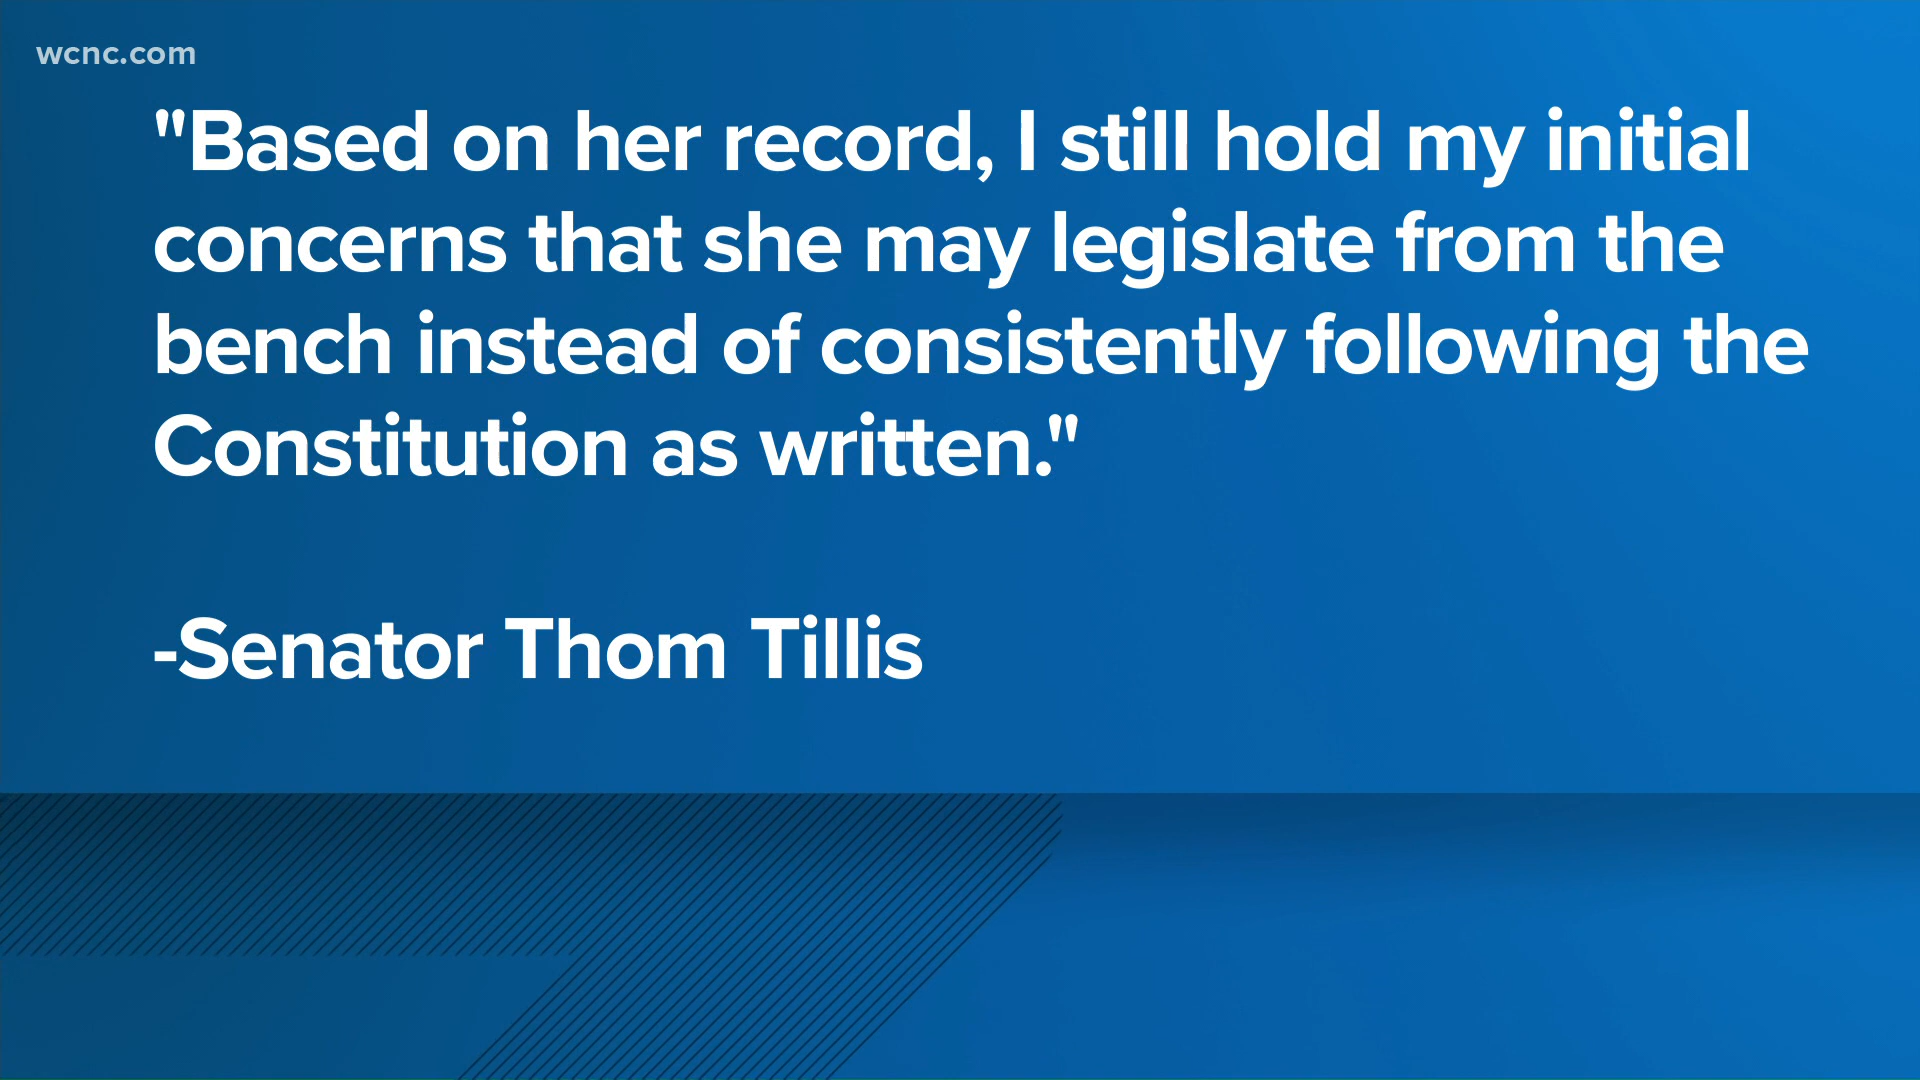 wcnc.com
"Based on her record, I still hold my initial
concerns that she may legislate from the
bench instead of consistently following the
Constitution as written."
-Senator Thom Tillis